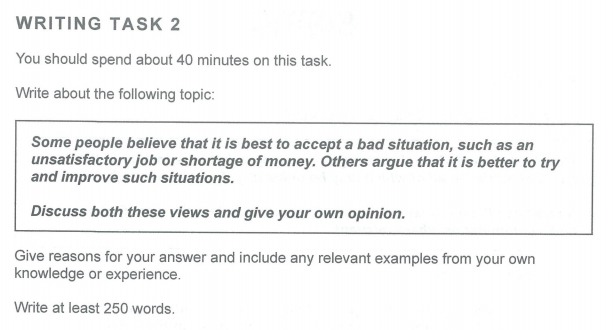 WRITING TASK 2
You should spend about 40 minutes on this task.
Write about the following topic:
Some people believe that it is best to accept a bad situation, such as an
unsatisfactory job or shortage of money. Others argue that it is better to try
and improve such situations.
Discuss both these views and give your own opinion.
Give reasons for your answer and include any relevant examples from your own
knowledge or experience.
Write at least 250 words.